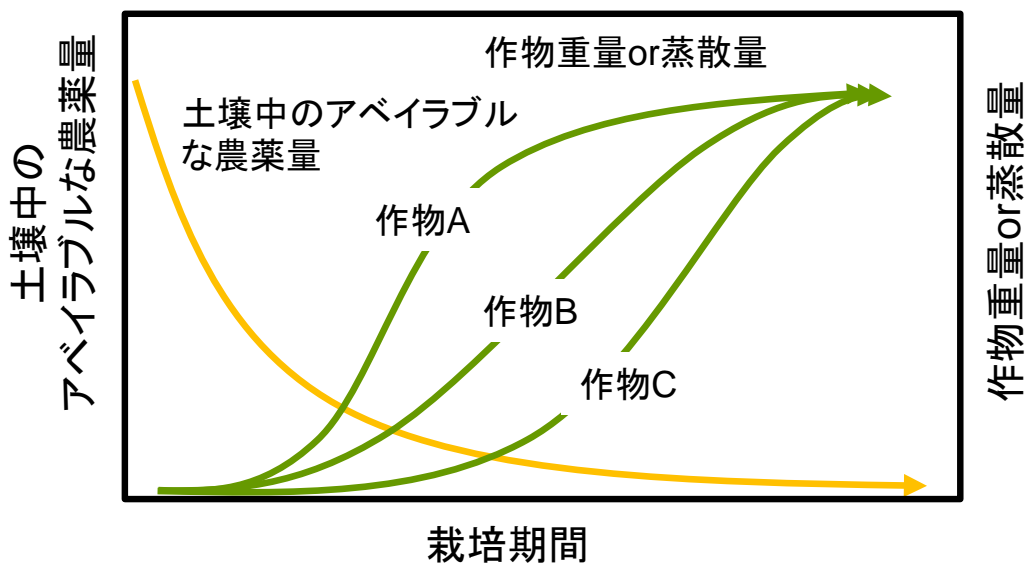 土壌中の
アベイラブルな農薬量
作物重量or蒸散量
土壌中のアベイラブル
な農薬量
作物A
作物B
作物C
作物重量or蒸散量
栽培期間